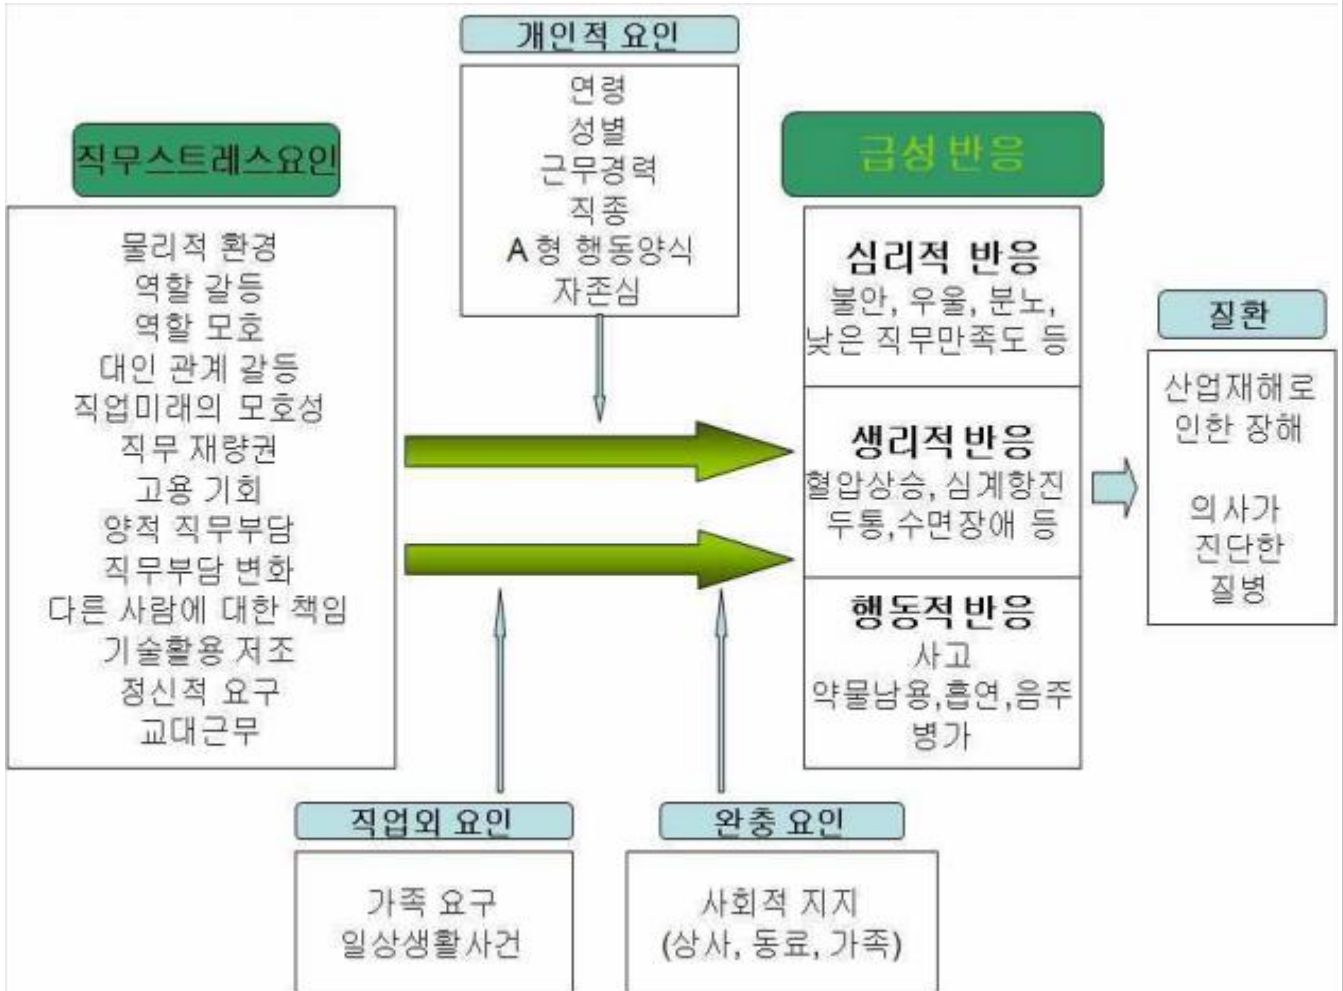 개인적 요인
연령
성별
근무경력
직종
A 형 행동양식
자존심
직무스트레스요인
물리적 환경
역할 갈등
역할 모호
대인 관계 갈등
직업미래의 모호성
직무 재량권
고용 기회
양적 직무부담
직무부담 변화
다른 사람에 대한 책임
기술활용 저조
정신적 요구
교대근무
급성 반응
심리적 반응
불안, 우울, 분노,
낮은 직무만족도 등
생리적 반응
혈압상승, 심계항진
두통,수면장애 등
행동적 반응
사고
약물남용,흡연,음주
병가
질환
산업재해로
인한 장해
의사가
진단한
질병
직업외 요인
가족 요구
일상생활사건
완충 요인
사회적 지지
(상사, 동료, 가족)